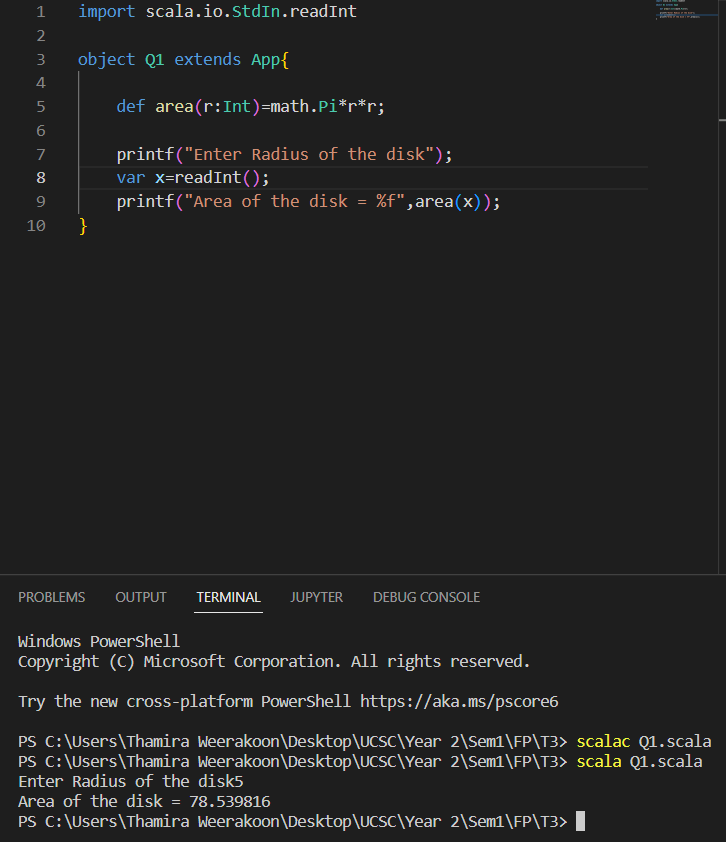 1 import scala.io.StdIn.readInt
2
3 object Q1 extends App{
4
5     def area(r:Int)=math.Pi*r*r;
6
7     printf("Enter Radius of the disk");
8     var x=readInt();
9     printf("Area of the disk = %f",area(x));
10 }
PROBLEMS OUTPUT TERMINAL JUPYTER DEBUG CONSOLE
Windows PowerShell
Copyright (C) Microsoft Corporation. All rights reserved.
Try the new cross-platform PowerShell https://aka.ms/pscore6
PS C:\Users\Thamira Weerakoon\Desktop\UCSC\Year 2\Sem1\FP\T3> scalac Q1.scala
PS C:\Users\Thamira Weerakoon\Desktop\UCSC\Year 2\Sem1\FP\T3> scala Q1.scala
Enter Radius of the disk5
Area of the disk = 78.539816
PS C:\Users\Thamira Weerakoon\Desktop\UCSC\Year 2\Sem1\FP\T3>